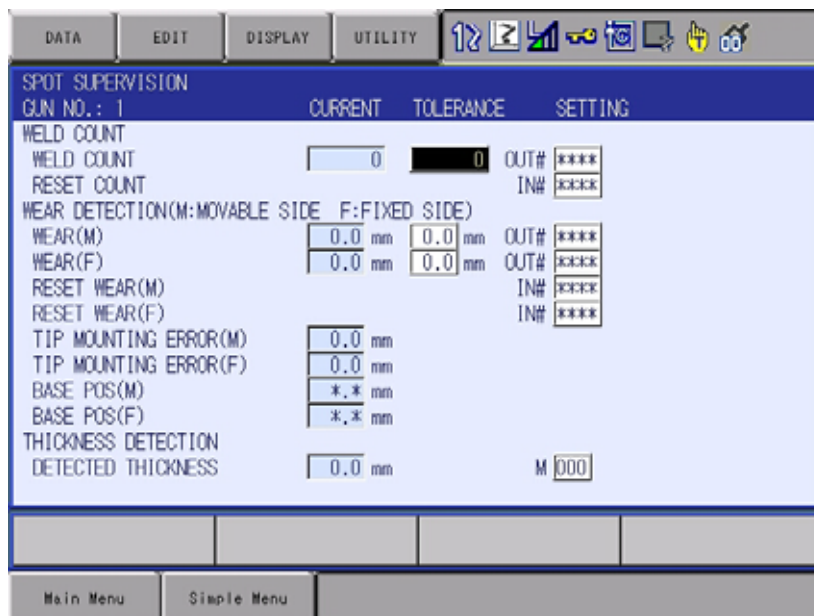 DATA EDIT DISPLAY UTILITY
SPOT SUPERVISION
GUN NO.: 1 CURRENT TOLERANCE SETTING
WELD COUNT
WELD COUNT 0 0 OUT# ****
RESET COUNT IN# ****
WEAR DETECTION(M:MOVABLE SIDE F:FIXED SIDE)
WEAR(M) 0.0 mm 0.0 mm OUT# ****
WEAR(F) 0.0 mm 0.0 mm OUT# ****
RESET WEAR(M) IN# ****
RESET WEAR(F) IN# ****
TIP MOUNTING ERROR(M) 0.0 mm
TIP MOUNTING ERROR(F) 0.0 mm
BASE POS(M) *.* mm
BASE POS(F) *.* mm
THICKNESS DETECTION
DETECTED THICKNESS 0.0 mm M 000
Main Menu Simple Menu